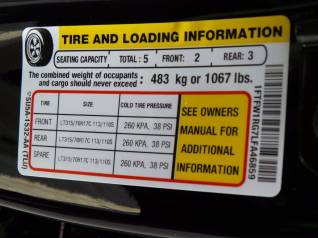 TIRE AND LOADING INFORMATION
SEATING CAPACITY TOTAL : 5 FRONT: 2 REAR: 3
The combined weight of occupants and cargo should never exceed : 483 kg or 1067 lbs.
TIRE SIZE COLD TIRE PRESSURE
FRONT LT315/70R17C 113/110S 260 KPA, 38 PSI
REAR LT315/70R17C 113/110S 260 KPA, 38 PSI
SPARE LT315/70R17C 113/110S 260 KPA, 38 PSI
SEE OWNERS
MANUAL FOR
ADDITIONAL
INFORMATION